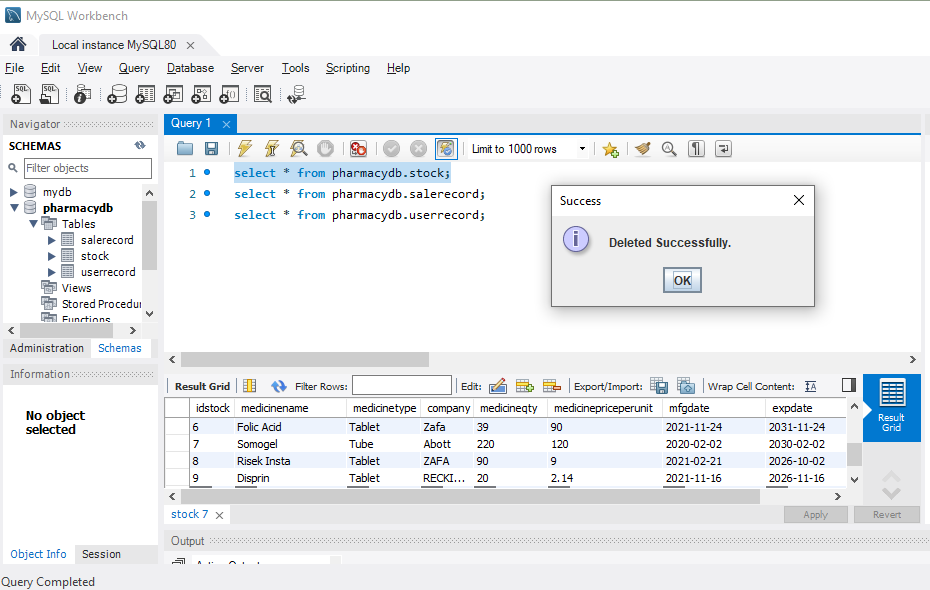 MySQL Workbench
Local instance MySQL80
File Edit View Query Database Server Tools Scripting Help
Navigator
SCHEMAS
Filter objects
mydb
pharmacydb
Tables
salerecord
stock
userrecord
Views
Stored Procedu
Functions
Administration Schemas
Information
No object
selected
Object Info Session
Query 1
Limit to 1000 rows
1 select * from pharmacydb.stock;
2 select * from pharmacydb.salerecord;
3 select * from pharmacydb.userrecord;
Success
Deleted Successfully.
OK
Result Grid Filter Rows: Edit: Export/Import: Wrap Cell Content:
idstock medicinename medicinetype company medicineqty medicinepriceperunit mfgdate expdate
6 Folic Acid Tablet Zafa 39 90 2021-11-24 2031-11-24
7 Somogel Tube Abott 220 120 2020-02-02 2030-02-02
8 Risek Insta Tablet ZAFA 90 9 2021-02-21 2026-10-02
9 Disprin Tablet RECKI... 20 2.14 2021-11-16 2026-11-16
Result
Grid
stock 7
Apply Revert
Output
Query Completed